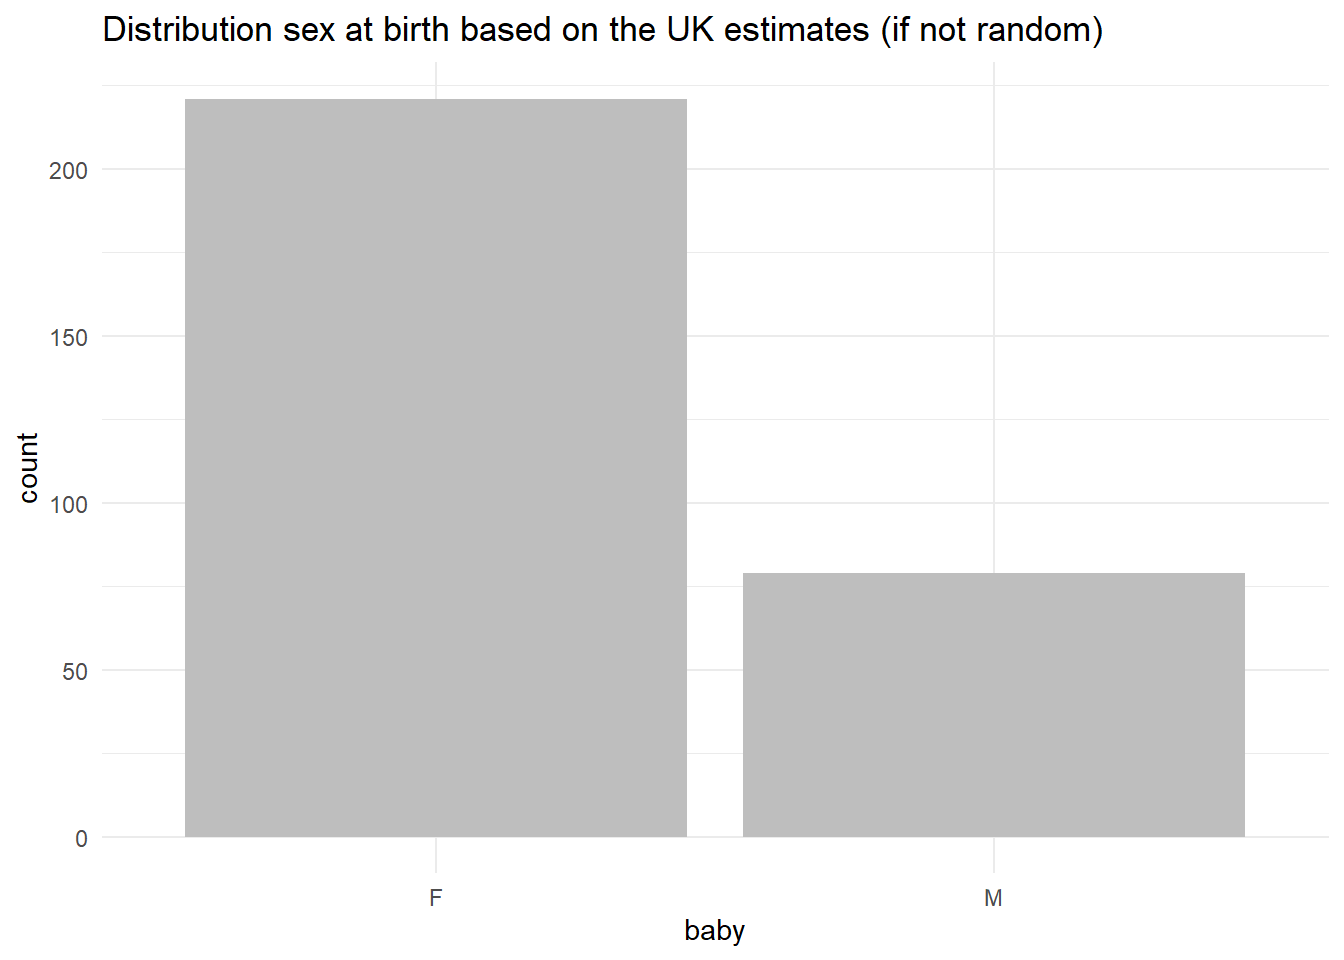 Distribution sex at birth based on the UK estimates (if not random)
200
150
100
50
0
count
F
M
baby